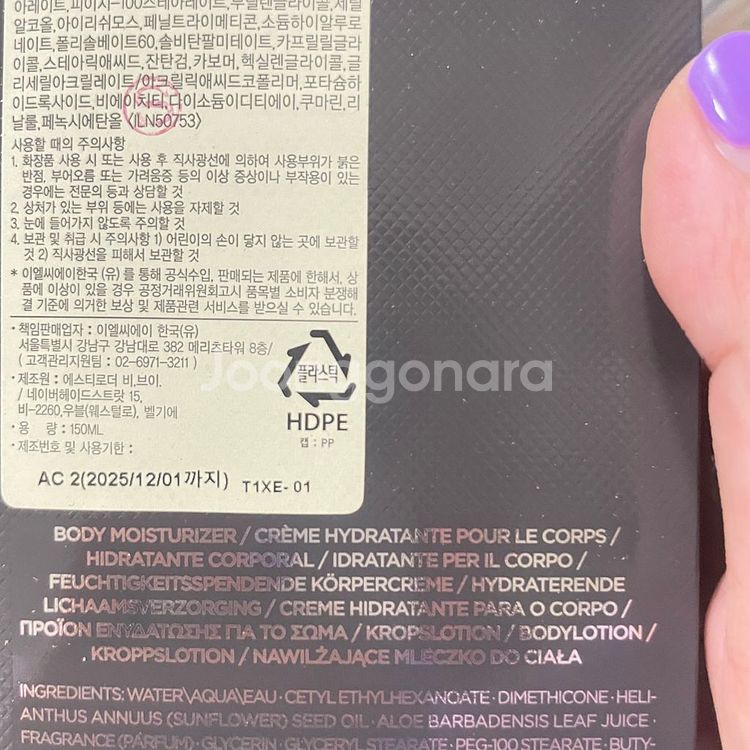 아레이트,피이지-100스테아레이트,부틸렌글라이콜,세틸
알코올,아이리쉬모스,페닐트라이메티콘,소듐하이알루로
네이트,폴리솔베이트60,솔비탄팔미테이트,카프릴릴글라
이콜,스테아릭애씨드,잔탄검,카보머,헥실렌글라이콜,글
리세릴아크릴레이트/아크릴릭애씨드코폴리머,포타슘하
이드록사이드,비에이치티,다이소듐이디티에이,쿠마린,리
날룰,페녹시에탄올 <ILN50753>
사용할 때의 주의사항
1. 화장품 사용 시 또는 사용 후 직사광선에 의하여 사용부위가 붉은
반점, 부어오름 또는 가려움증 등의 이상 증상이나 부작용이 있는
경우에는 전문의 등과 상담할 것
2. 상처가 있는 부위 등에는 사용을 자제할 것
3. 눈에 들어가지 않도록 주의할 것
4. 보관 및 취급 시 주의사항 1) 어린이의 손이 닿지 않는 곳에 보관할
것 2) 직사광선을 피해서 보관할 것
* 이엘씨에이한국 (유) 를 통해 공식수입, 판매되는 제품에 한해서, 상
품에 이상이 있을 경우 공정거래위원회고시 품목별 소비자 분쟁해
결 기준에 의거한 보상 및 제품관련 서비스를 받으실 수 있습니다.
• 책임판매업자 : 이엘씨에이 한국(유)
서울특별시 강남구 강남대로 382 메리츠타워 8층/
( 고객관리지원팀 : 02-6971-3211 )
• 제조원 : 에스티로더 비.브이.
/ 네이버헤이드스트랏 15,
비-2260,우블(웨스털로), 벨기에
• 용 량 : 150ML
• 제조번호 및 사용기한 :
플라스틱
HDPE
캡 : PP
AC 2(2025/12/01까지) T1XE-01
Joonggonara
BODY MOISTURIZER / CRÈME HYDRATANTE POUR LE CORPS /
HIDRATANTE CORPORAL / IDRATANTE PER IL CORPO /
FEUCHTIGKEITSSPENDENDE KÖRPERCREME / HYDRATERENDE
LICHAAMSVERZORGING / CREME HIDRATANTE PARA O CORPO /
ΠΡΟΪΟΝ ΕΝΥΔΑΤΩΣΗΣ ΓΙΑ ΤΟ ΣΩΜΑ / KROPSLOTION / BODYLOTION /
KROPPSLOTION / NAWILŻAJĄCE MLECZKO DO CIAŁA
INGREDIENTS: WATER\AQUA\EAU • CETYL ETHYLHEXANOATE • DIMETHICONE • HELI-
ANTHUS ANNUUS (SUNFLOWER) SEED OIL • ALOE BARBADENSIS LEAF JUICE •
FRAGRANCE (PARFUM) • GLYCERIN • GLYCERYL STEARATE • PEG-100 STEARATE • BUTY-